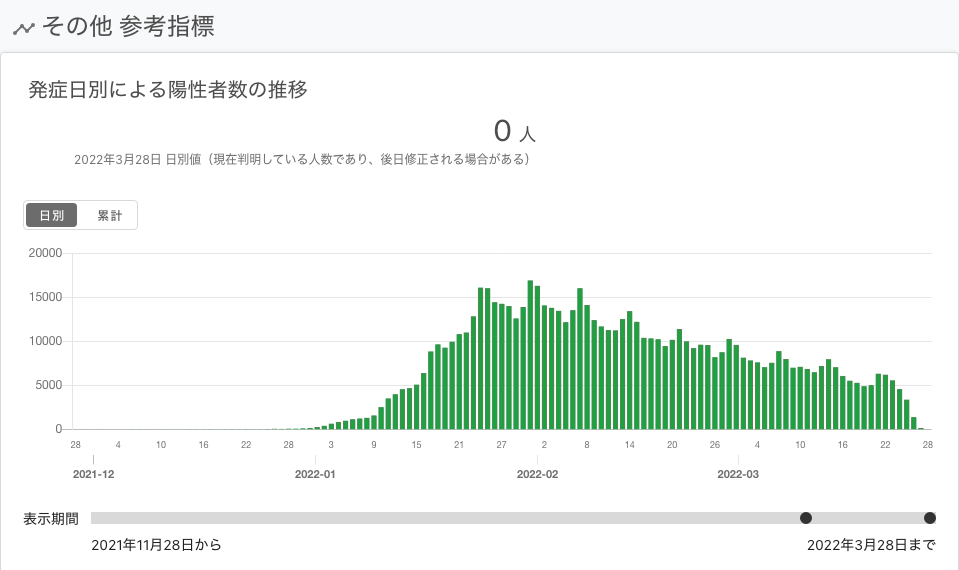 その他 参考指標
発症日別による陽性者数の推移
0 人
2022年3月28日 日別値（現在判明している人数であり、後日修正される場合がある）
日別 累計
20000
15000
10000
5000
0
28 4 10 16 22 28 3 9 15 21 27 2 8 14 20 26 4 10 16 22 28
2021-12 2022-01 2022-02 2022-03
表示期間
2021年11月28日から 2022年3月28日まで